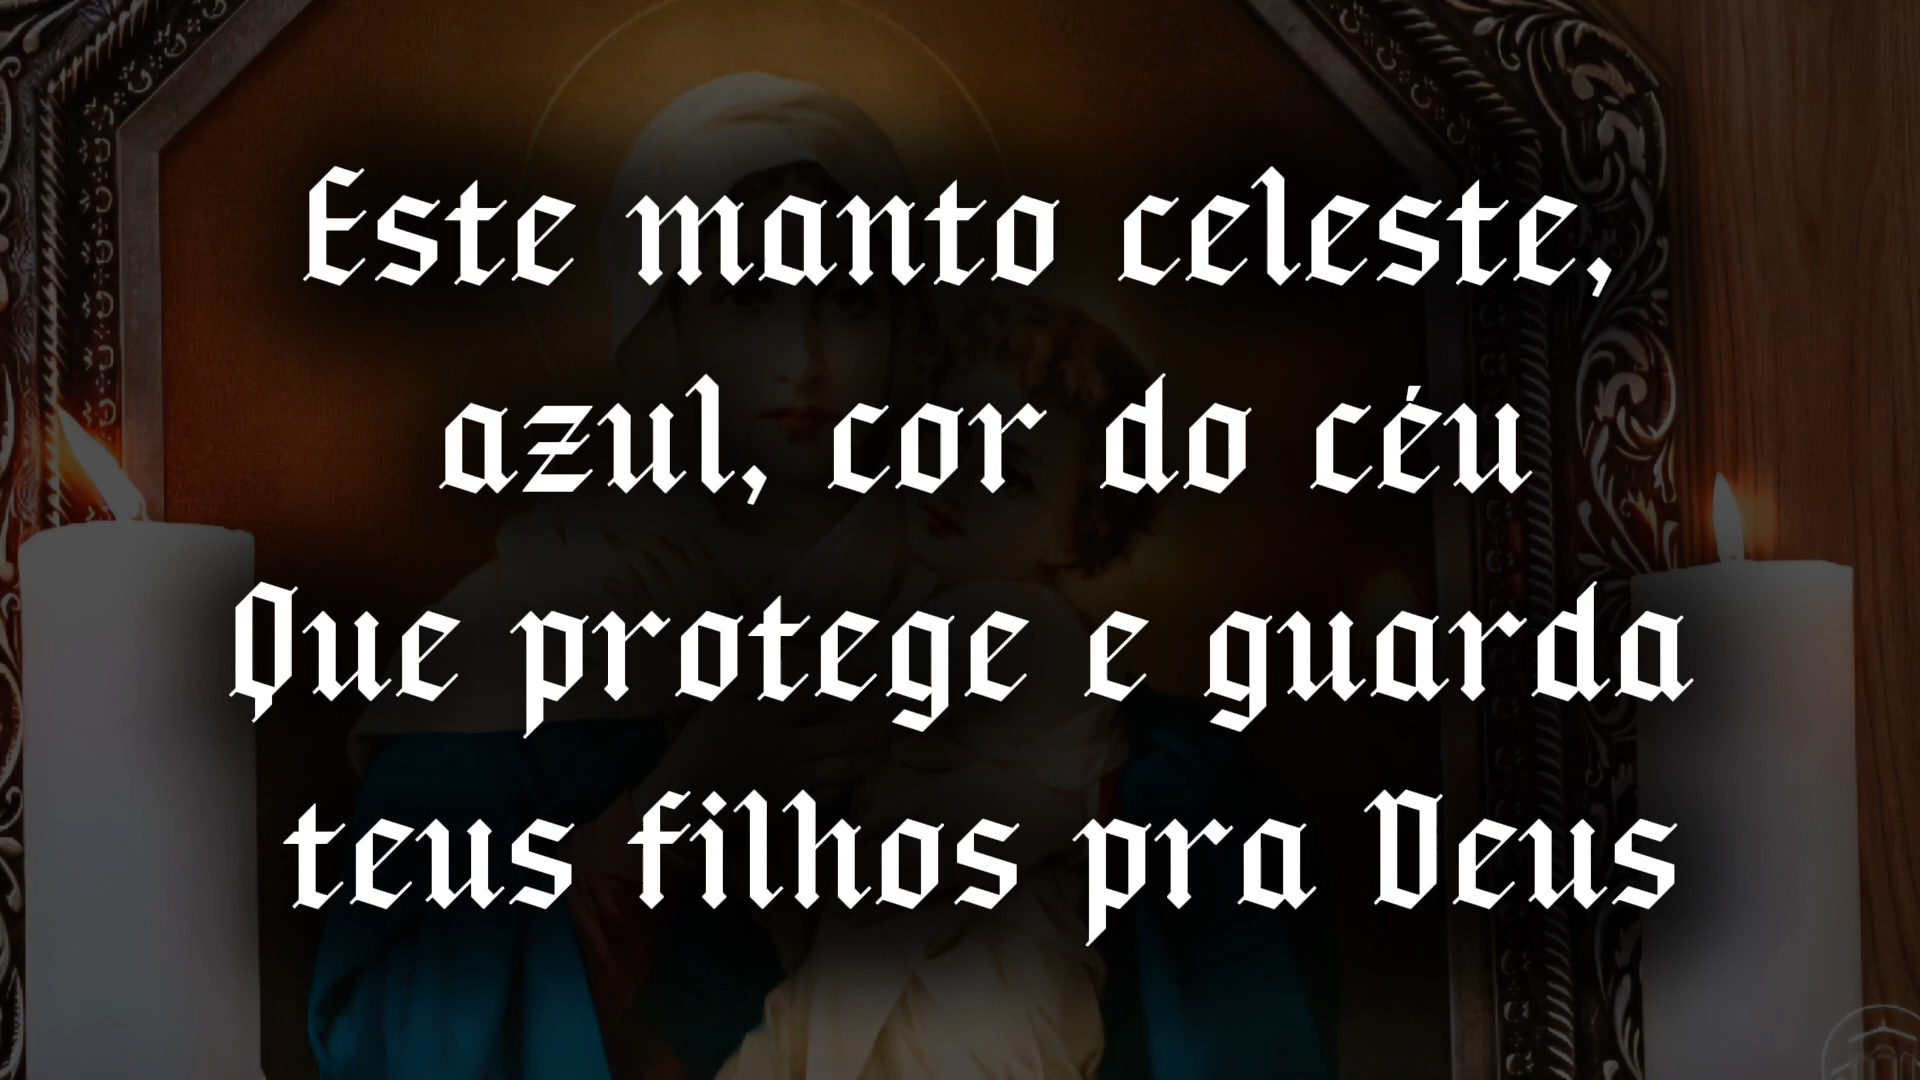 Este manto celeste,
azul, cor do céu
Que protege e guarda
teus filhos pra Deus